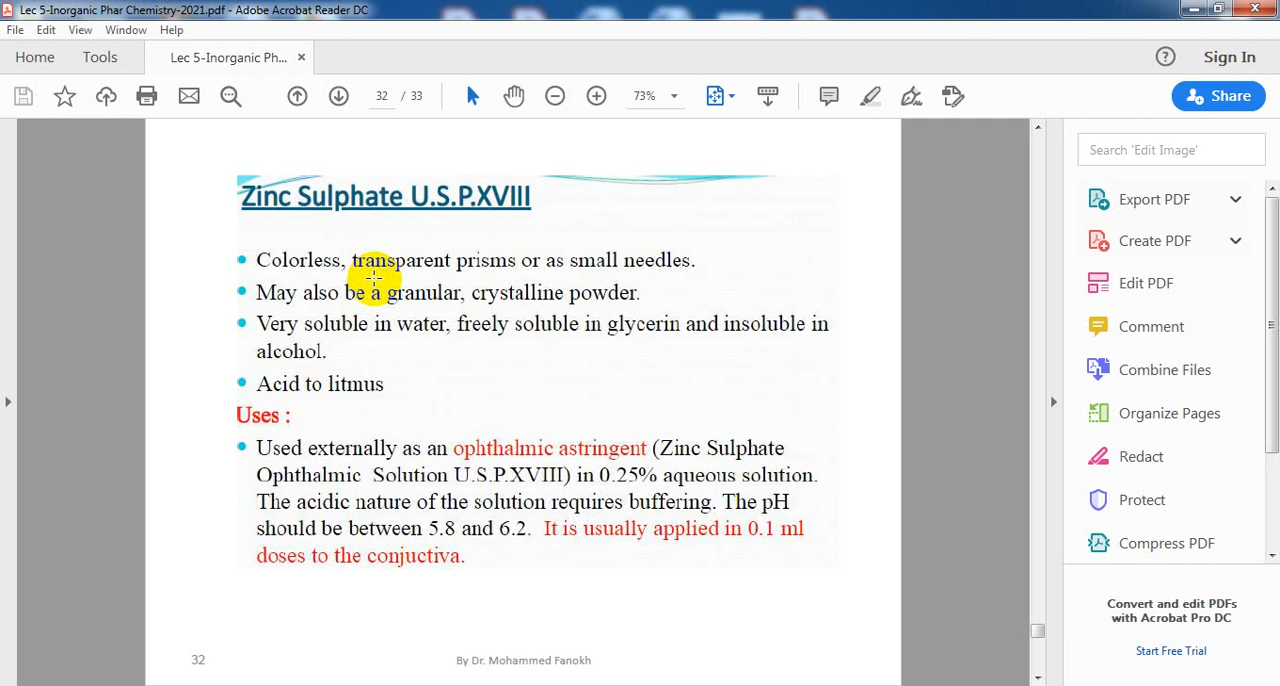 Lec 5-Inorganic Phar Chemistry-2021.pdf - Adobe Acrobat Reader DC
File Edit View Window Help
Home Tools Lec 5-Inorganic Ph... × Sign In
32 / 33 73% Share
Zinc Sulphate U.S.P.XVIII
Colorless, transparent prisms or as small needles.
May also be a granular, crystalline powder.
Very soluble in water, freely soluble in glycerin and insoluble in
alcohol.
Acid to litmus
Uses :
Used externally as an ophthalmic astringent (Zinc Sulphate
Ophthalmic Solution U.S.P.XVIII) in 0.25% aqueous solution.
The acidic nature of the solution requires buffering. The pH
should be between 5.8 and 6.2. It is usually applied in 0.1 ml
doses to the conjuctiva.
32 By Dr. Mohammed Fanokh
Search 'Edit Image'
Export PDF
Create PDF
Edit PDF
Comment
Combine Files
Organize Pages
Redact
Protect
Compress PDF
Convert and edit PDFs
with Acrobat Pro DC
Start Free Trial